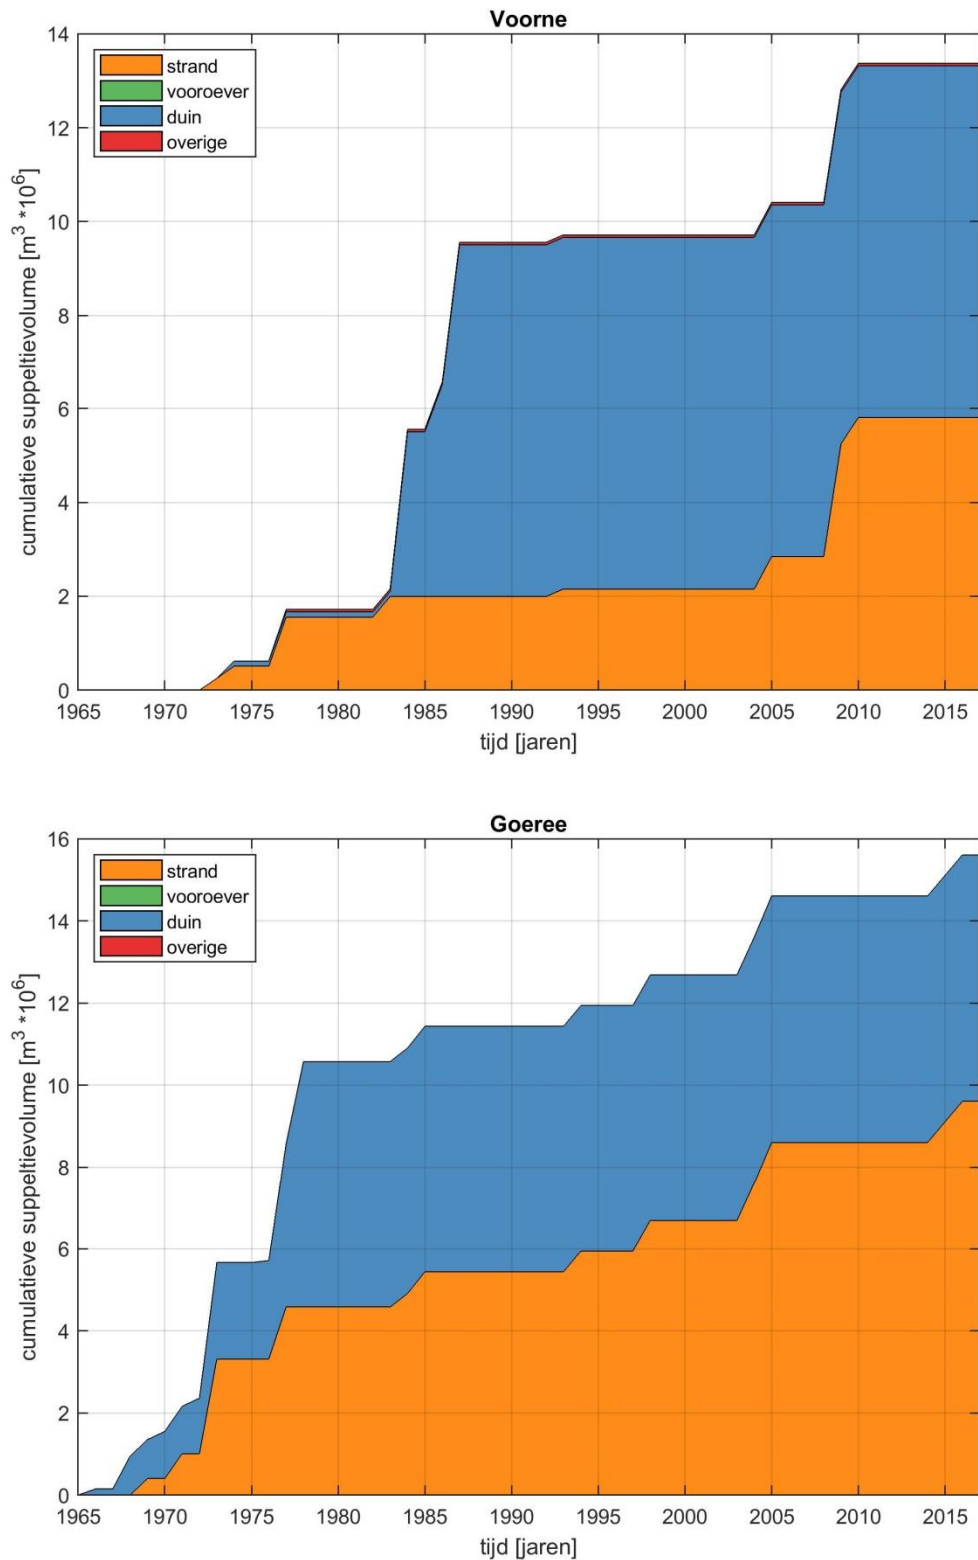 Voorne
14
12
10
8
6
4
2
0
cumulatieve suppeltievolume [m³ *10⁶]
strand
vooroever
duin
overige
1965 1970 1975 1980 1985 1990 1995 2000 2005 2010 2015
tijd [jaren]
Goeree
16
14
12
10
8
6
4
2
0
cumulatieve suppeltievolume [m³ *10⁶]
strand
vooroever
duin
overige
1965 1970 1975 1980 1985 1990 1995 2000 2005 2010 2015
tijd [jaren]